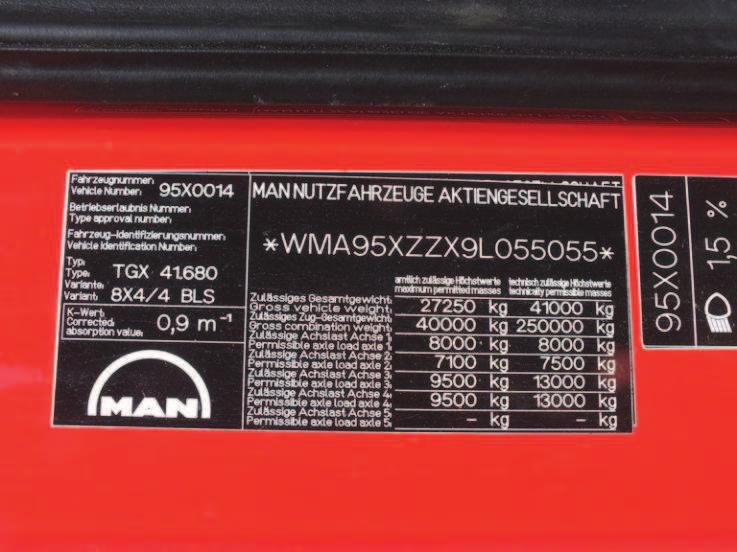 Fahrzeugnummer:
Vehicle Number: 95X0014
Betriebserlaubnis Nummer:
Type approval number:
Fahrzeug-Identifizierungsnummer:
Vehicle Identification Number:
Typ:
Type: TGX 41.680
Variante:
Variant: 8X4/4 BLS
K-Wert:
Corrected 0,9 m⁻¹
absorption value:
MAN
MAN NUTZFAHRZEUGE AKTIENGESELLSCHAFT
*WMA95XZZX9L055055*
amtlich zulässige Höchstwerte technisch zulässige Höchstwerte
maximum permitted masses technically permissible masses
Zulässiges Gesamtgewicht:
Gross vehicle weight: 27250 kg 41000 kg
Zulässiges Zug-Gesamtgewicht:
Gross combination weight: 40000 kg 250000 kg
Zulässige Achslast Achse 1:
Permissible axle load axle 1: 8000 kg 8000 kg
Zulässige Achslast Achse 2:
Permissible axle load axle 2: 7100 kg 7500 kg
Zulässige Achslast Achse 3:
Permissible axle load axle 3: 9500 kg 13000 kg
Zulässige Achslast Achse 4:
Permissible axle load axle 4: 9500 kg 13000 kg
Zulässige Achslast Achse 5:
Permissible axle load axle 5: - kg - kg
95X0014
1,5 %